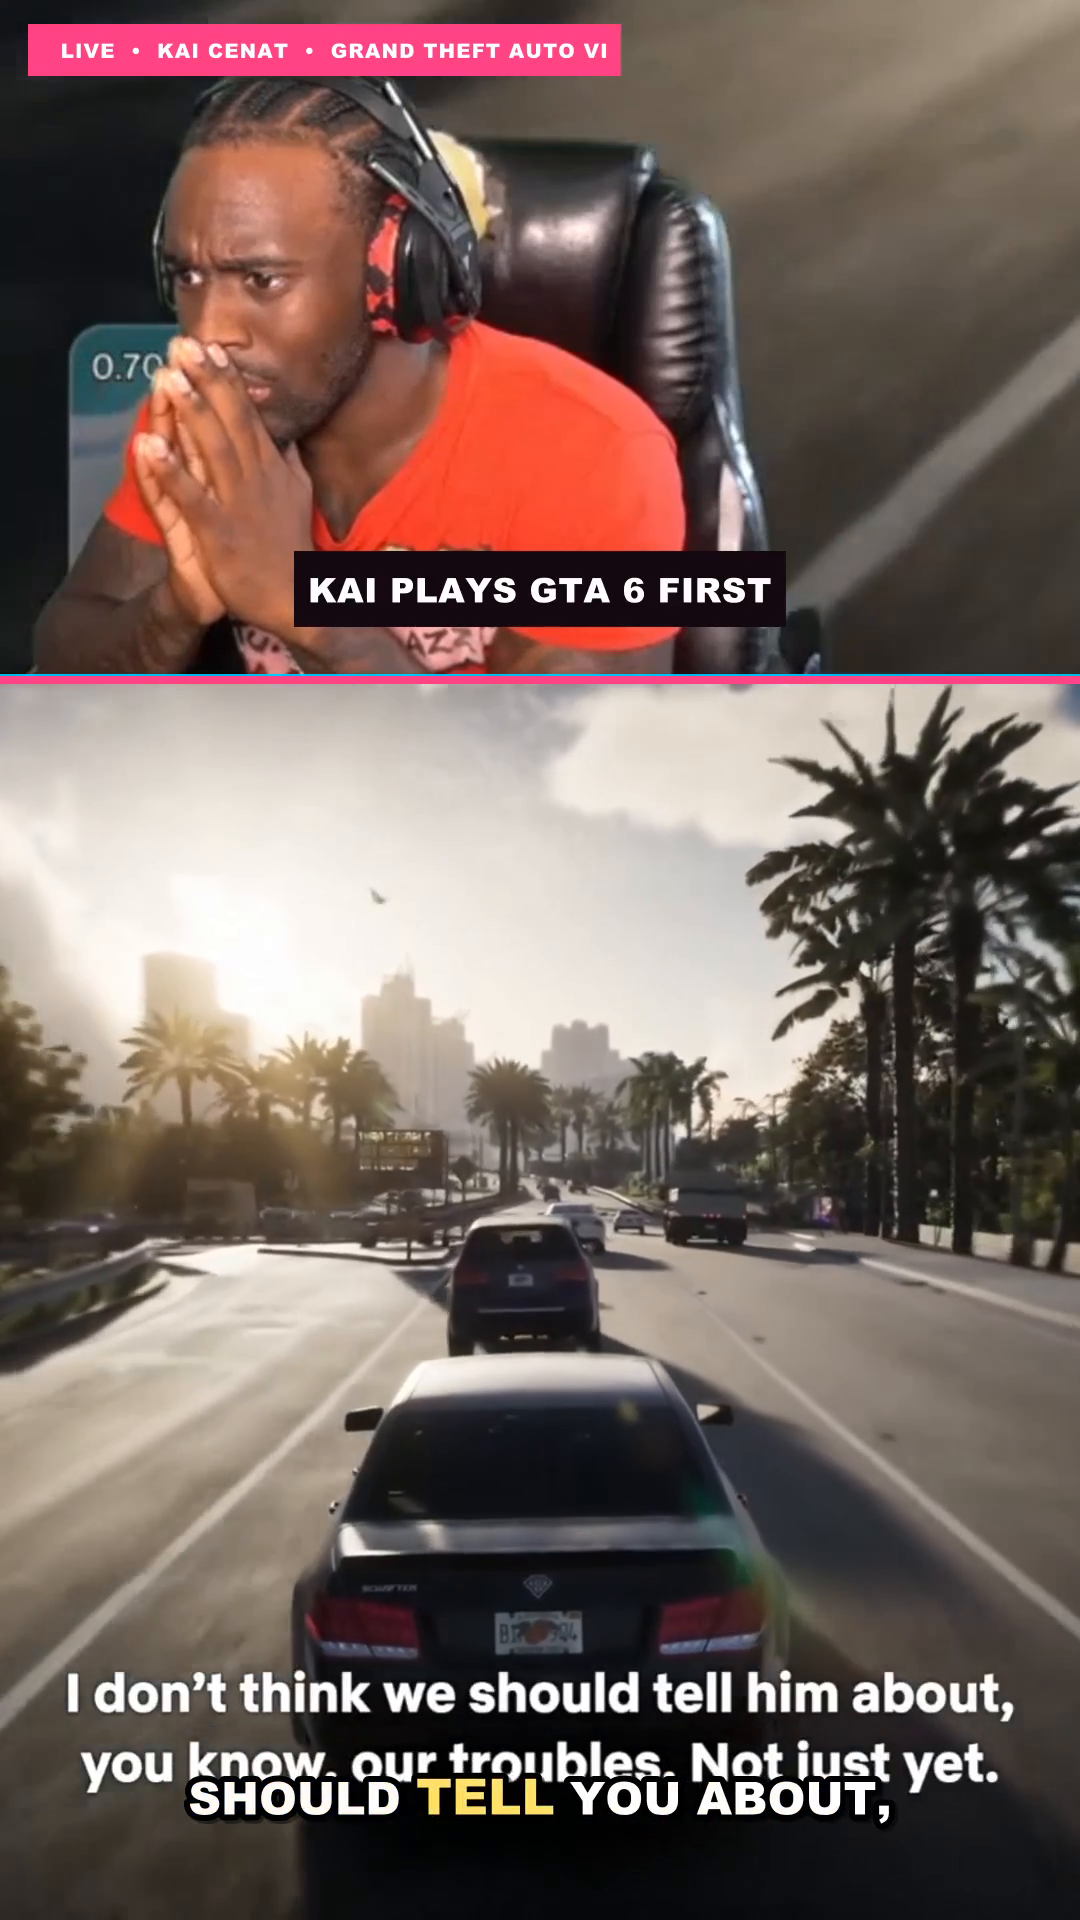 LIVE • KAI CENAT • GRAND THEFT AUTO VI
0.70
KAI PLAYS GTA 6 FIRST
I don’t think we should tell him about,
you know, our troubles. Not just yet.
SHOULD TELL YOU ABOUT,